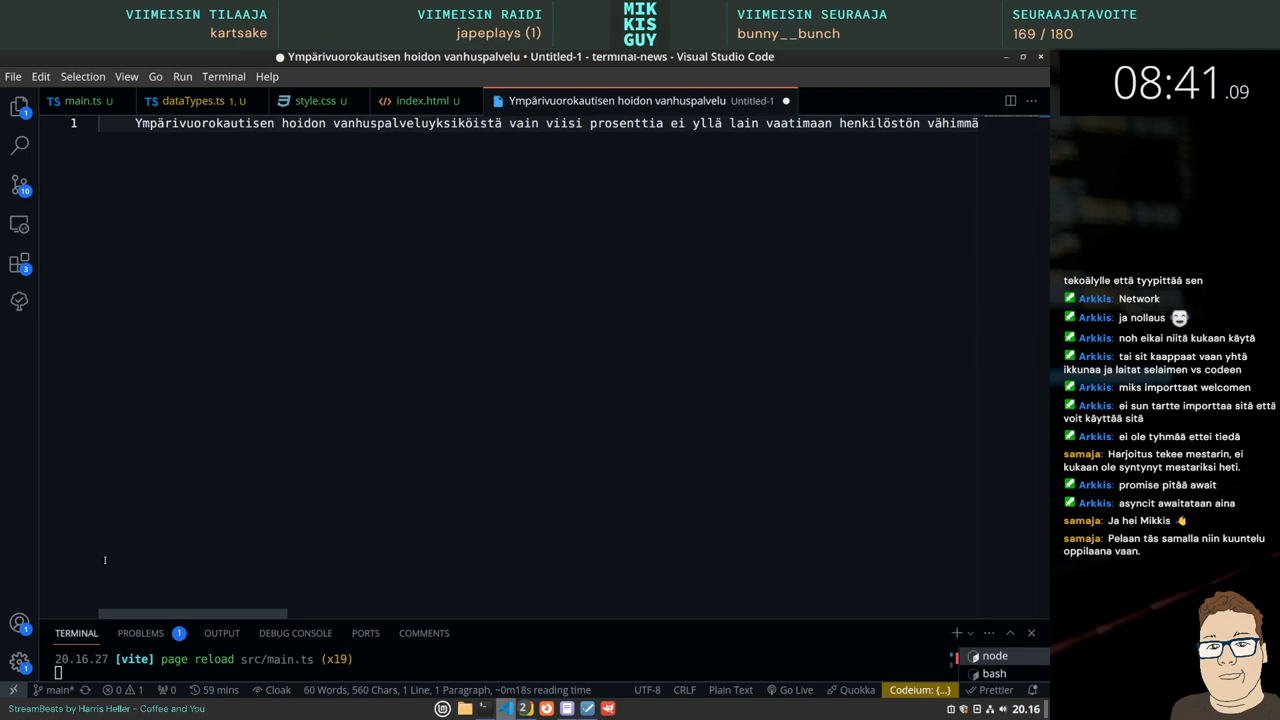 VIIMEISIN TILAAJA
kartsake
VIIMEISIN RAIDI
japeplays (1)
MIK
KIS
GUY
VIIMEISIN SEURAAJA
bunny__bunch
SEURAAJATAVOITE
169 / 180
Ympärivuorokautisen hoidon vanhuspalvelu • Untitled-1 - terminal-news - Visual Studio Code
File Edit Selection View Go Run Terminal Help
08:41.09
TS main.ts U
TS dataTypes.ts 1, U
style.css U
index.html U
Ympärivuorokautisen hoidon vanhuspalvelu Untitled-1
1 Ympärivuorokautisen hoidon vanhuspalveluyksiköistä vain viisi prosenttia ei yllä lain vaatimaan henkilöstön vähimmä
1
10
3
1
1
tekoälylle että tyypittää sen
Arkkis: Network
Arkkis: ja nollaus
Arkkis: noh eikai niitä kukaan käytä
Arkkis: tai sit kaappaat vaan yhtä
ikkunaa ja laitat selaimen vs codeen
Arkkis: miks importtaat welcomen
Arkkis: ei sun tartte importtaa sitä että
voit käyttää sitä
Arkkis: ei ole tyhmää ettei tiedä
samaja: Harjoitus tekee mestarin, ei
kukaan ole syntynyt mestariksi heti.
Arkkis: promise pitää await
Arkkis: asyncit awaitataan aina
samaja: Ja hei Mikkis
samaja: Pelaan täs samalla niin kuuntelu
oppilaana vaan.
TERMINAL PROBLEMS 1 OUTPUT DEBUG CONSOLE PORTS COMMENTS
20.16.27 [vite] page reload src/main.ts (x19)
node
bash
main* 0 1 0 59 mins Cloak 60 Words, 560 Chars, 1 Line, 1 Paragraph, ~0m18s reading time UTF-8 CRLF Plain Text Go Live Quokka Codeium: {...} Prettier
StreamBeats by Harris Heller - Coffee and You
20.16